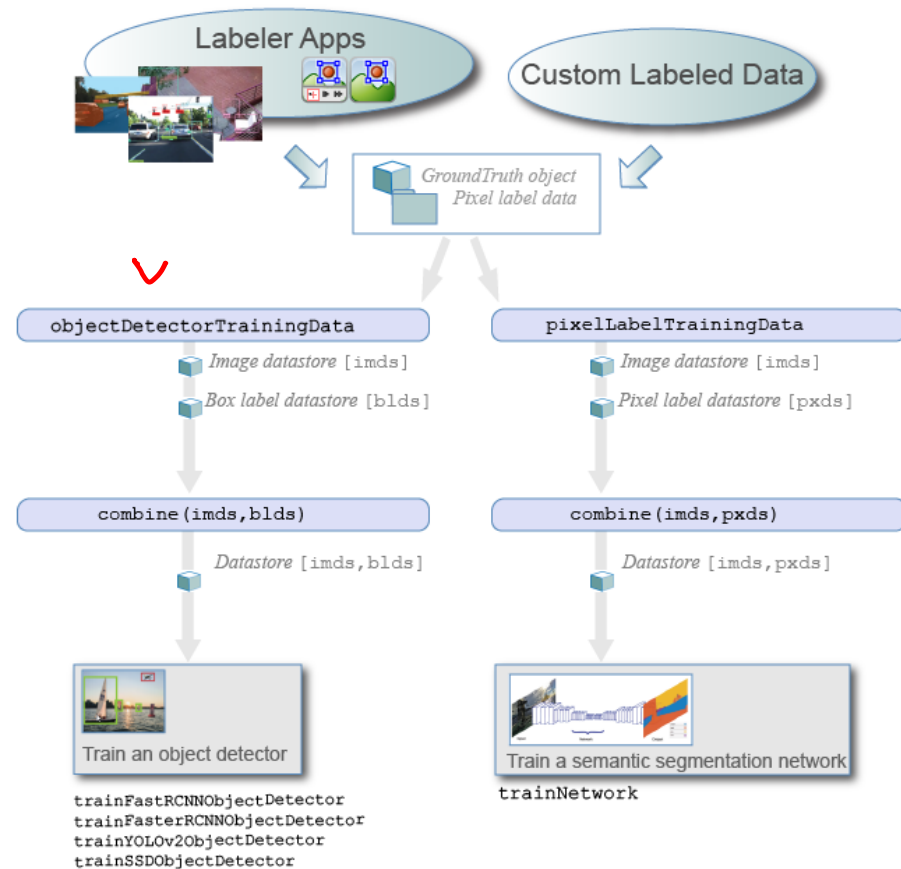 Labeler Apps
Custom Labeled Data
GroundTruth object
Pixel label data
objectDetectorTrainingData
Image datastore [imds]
Box label datastore [blds]
combine(imds,blds)
Datastore [imds,blds]
Train an object detector
trainFastRCNNObjectDetector
trainFasterRCNNObjectDetector
trainYOLOv2ObjectDetector
trainSSDObjectDetector
pixelLabelTrainingData
Image datastore [imds]
Pixel label datastore [pxds]
combine(imds,pxds)
Datastore [imds,pxds]
Train a semantic segmentation network
trainNetwork